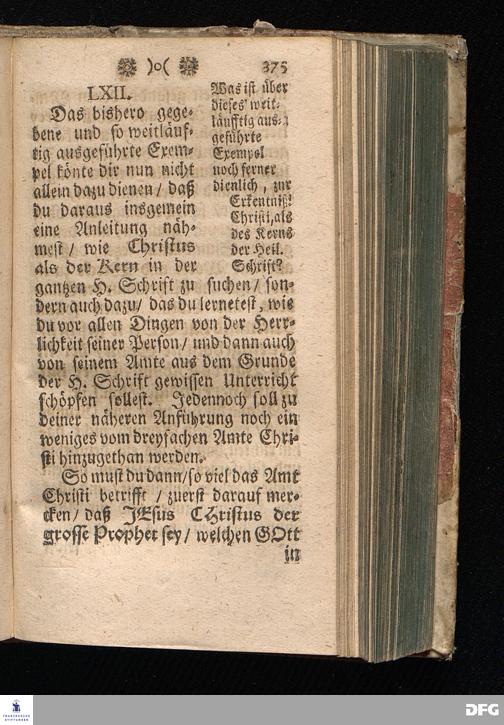 )o( 375
LXII.
Das bishero gege-
bene und so weitläuf-
tig ausgeführte Exem-
pel könte dir nun nicht
allein dazu dienen/ daß
du daraus insgemein
eine Anleitung näh-
mest/ wie Christus
als der Kern in der
Was ist über
dieses weit-
läufftig aus-
geführte
Exempel
noch ferner
dienlich, zur
Erkentniß
Christi, als
des Kerns
der Heil.
Schrift?
gantzen H. Schrift zu suchen/ son-
dern auch dazu/ das du lernetest, wie
du vor allen Dingen von der Herr-
lichkeit seiner Person/ und dann auch
von seinem Amte aus dem Grunde
der H. Schrift gewissen Unterricht
schöpfen sollest. Jedennoch soll zu
deiner näheren Anführung noch ein
weniges vom dreyfachen Amte Chri-
sti hinzugethan werden.
So must du dann/ so viel das Amt
Christi betrifft / zuerst darauf mer-
cken/ daß JEsus CHristus der
grosse Prophet sey/ welchen GOtt
in
FRANCKESCHE
STIFTUNGEN
DFG